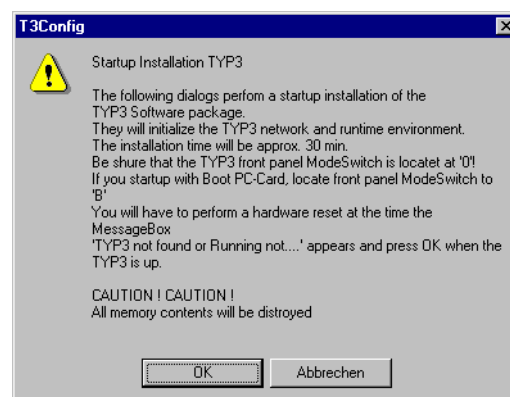 T3Config
Startup Installation TYP3
The following dialogs perfom a startup installation of the
TYP3 Software package.
They will initialize the TYP3 network and runtime environment.
The installation time will be approx. 30 min.
Be shure that the TYP3 front panel ModeSwitch is locatet at '0'!
If you startup with Boot PC-Card, locate front panel ModeSwitch to
'B'
You will have to perform a hardware reset at the time the
MessageBox
'TYP3 not found or Running not....' appears and press OK when the
TYP3 is up.
CAUTION ! CAUTION !
All memory contents will be distroyed
OK Abbrechen